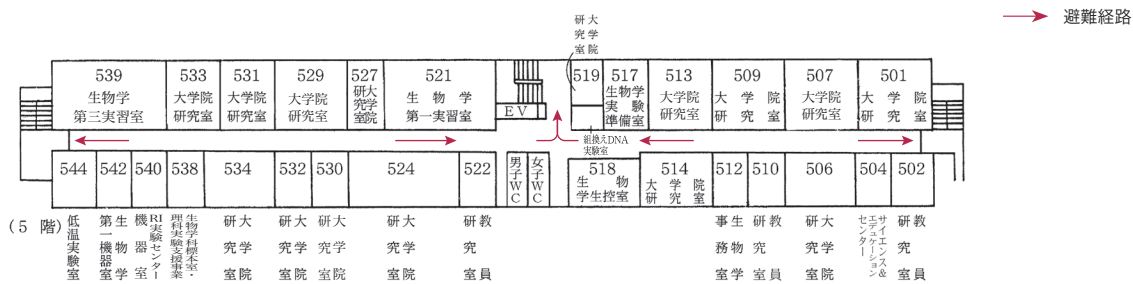 避難経路
大学院
研究室
539
生物学
第三実習室
533
大学院
研究室
531
大学院
研究室
529
大学院
研究室
527
大学院
研究室
521
生物学
第一実習室
EV
519
517
生物学
実験
準備室
513
大学院
研究室
509
大学院
研究室
507
大学院
研究室
501
大学院
研究室
組換えDNA
実験室
544
542
540
538
534
532
530
524
522
男子WC
女子WC
518
生物
学生控室
514
大学院
研究室
512
510
506
504
502
(5階)
低温実験室
生物学
第一機器室
RI実験センター
機器室
生物学科標本室・
理科実験支援事業
大学院
研究室
大学院
研究室
大学院
研究室
大学院
研究室
教員
研究室
生物学
事務室
教員
研究室
大学院
研究室
サイエンス&
エデュケーション
センター
教員
研究室